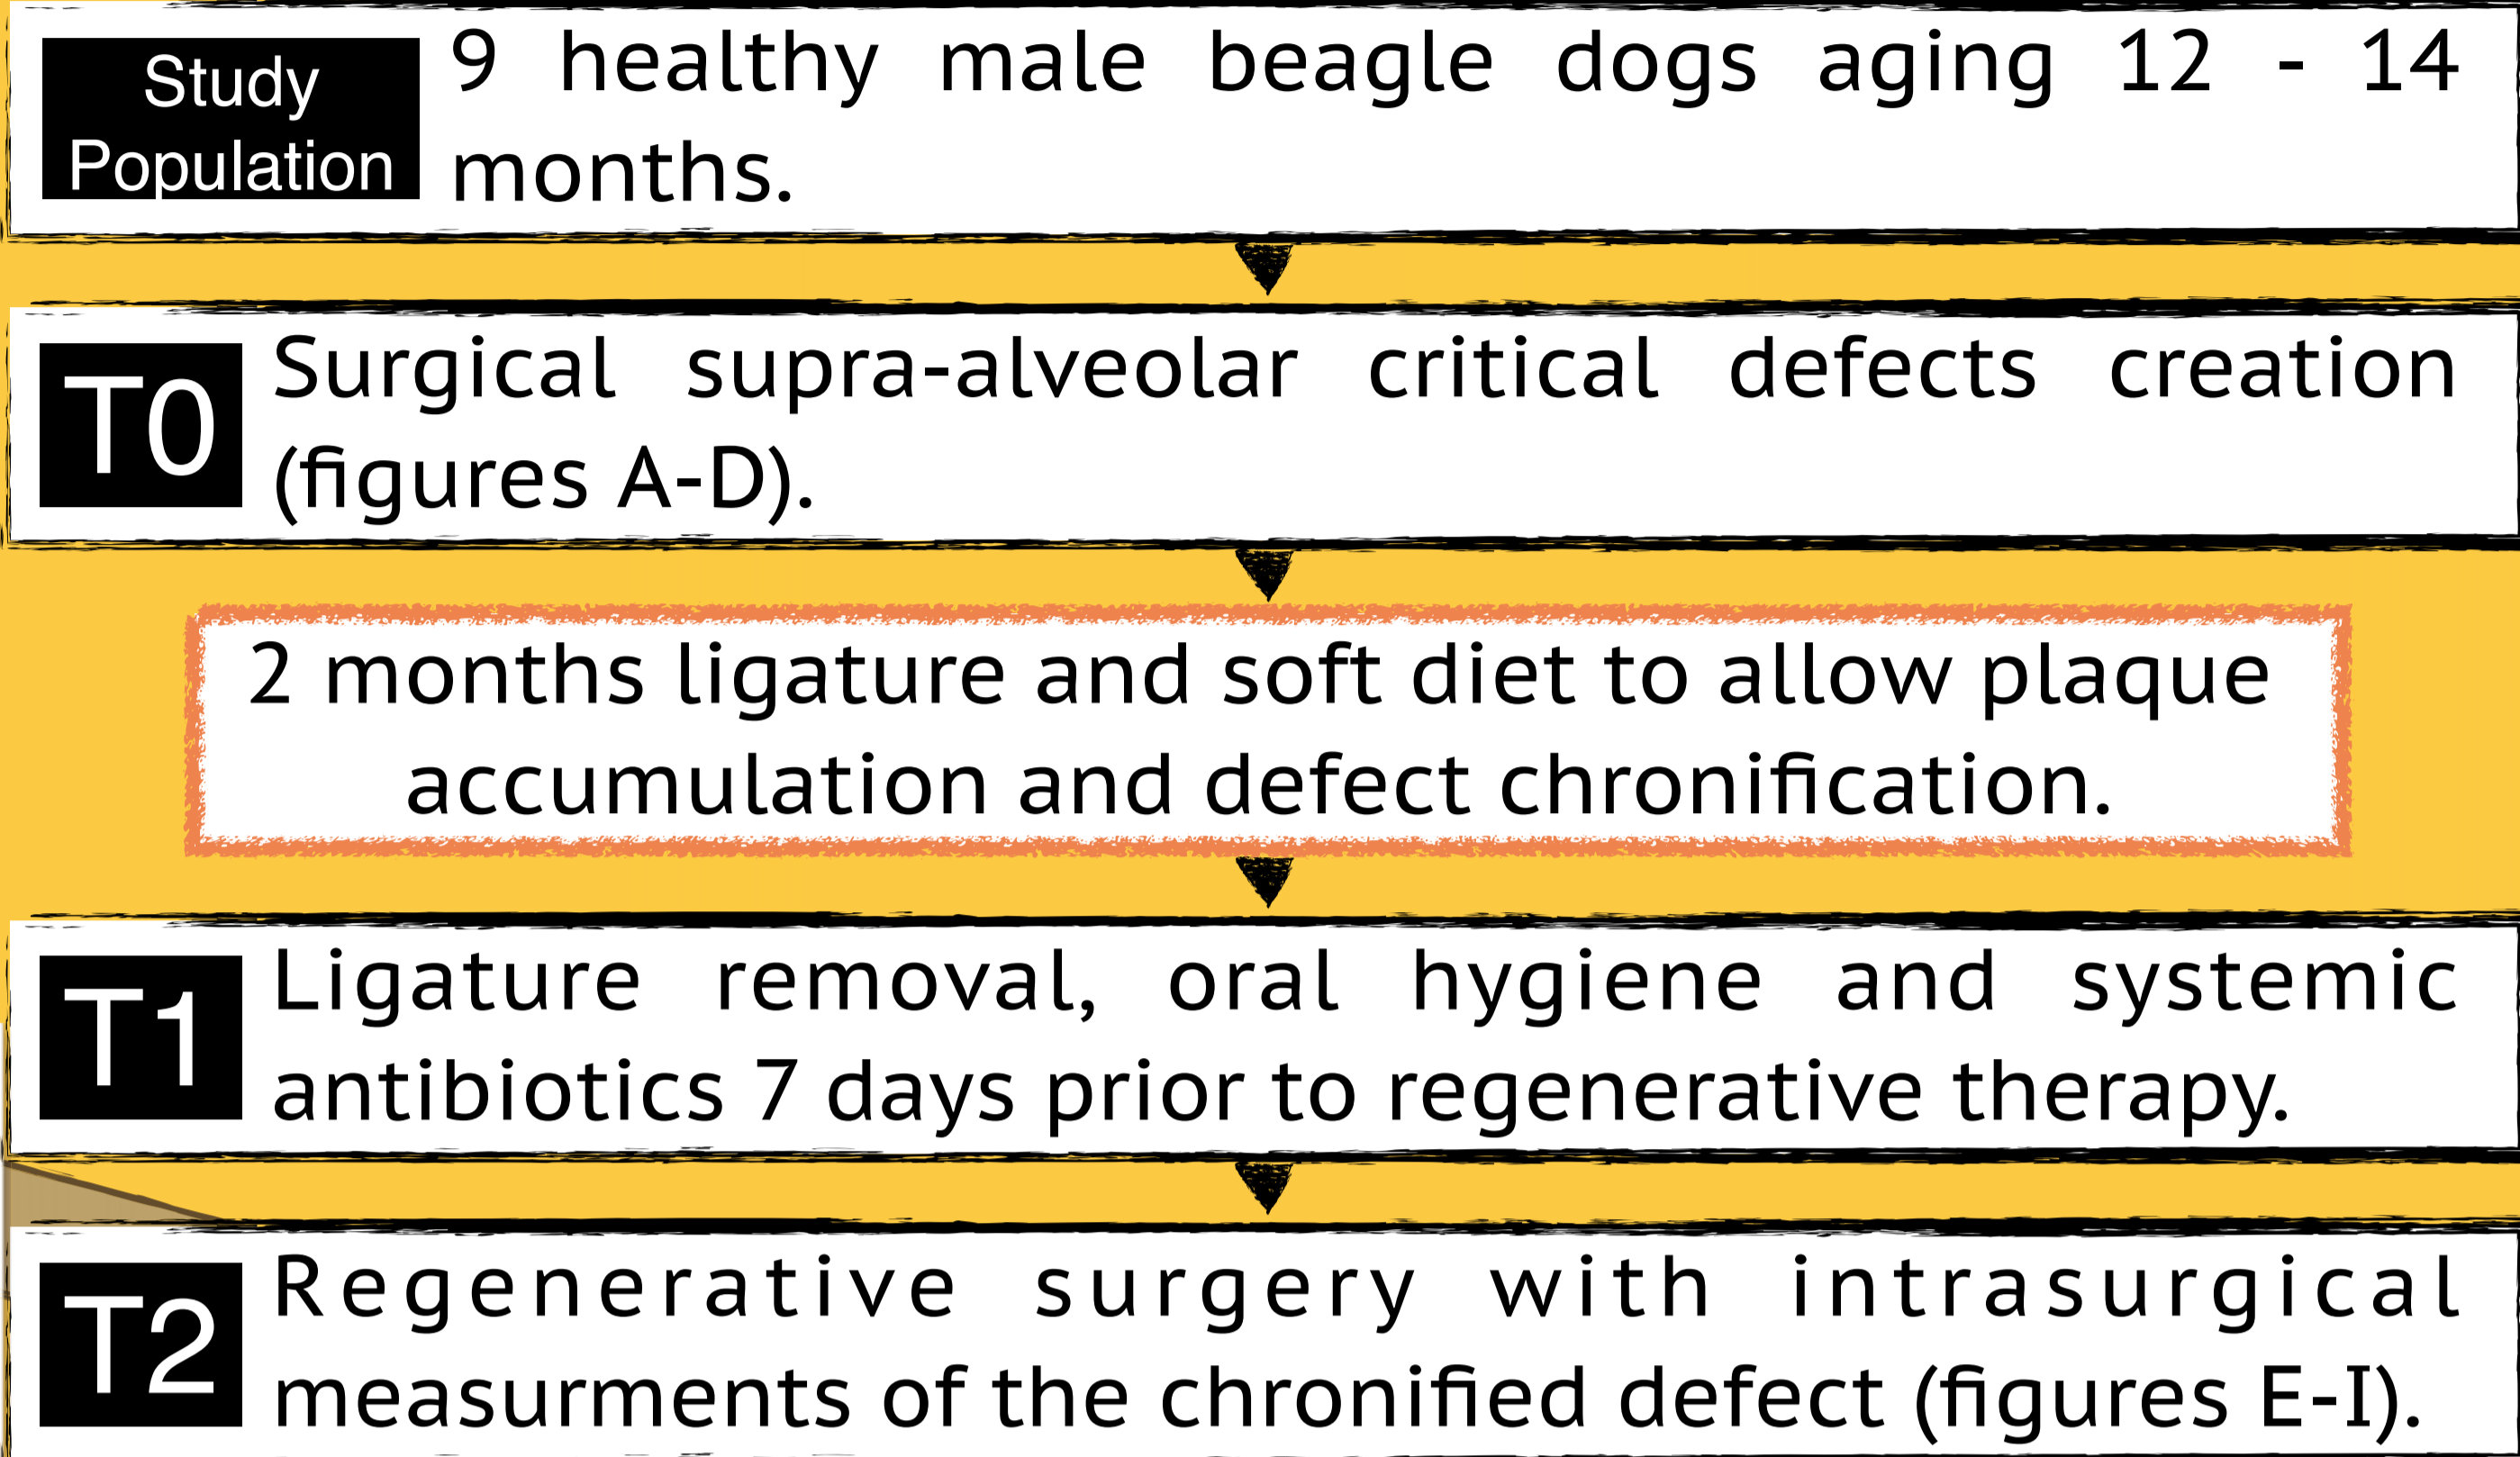 Study
Population
9 healthy male beagle dogs aging 12 - 14
months.
T0
Surgical supra-alveolar critical defects creation
(figures A-D).
2 months ligature and soft diet to allow plaque
accumulation and defect chronification.
T1
Ligature removal, oral hygiene and systemic
antibiotics 7 days prior to regenerative therapy.
T2
Regenerative surgery with intrasurgical
measurments of the chronified defect (figures E-I).